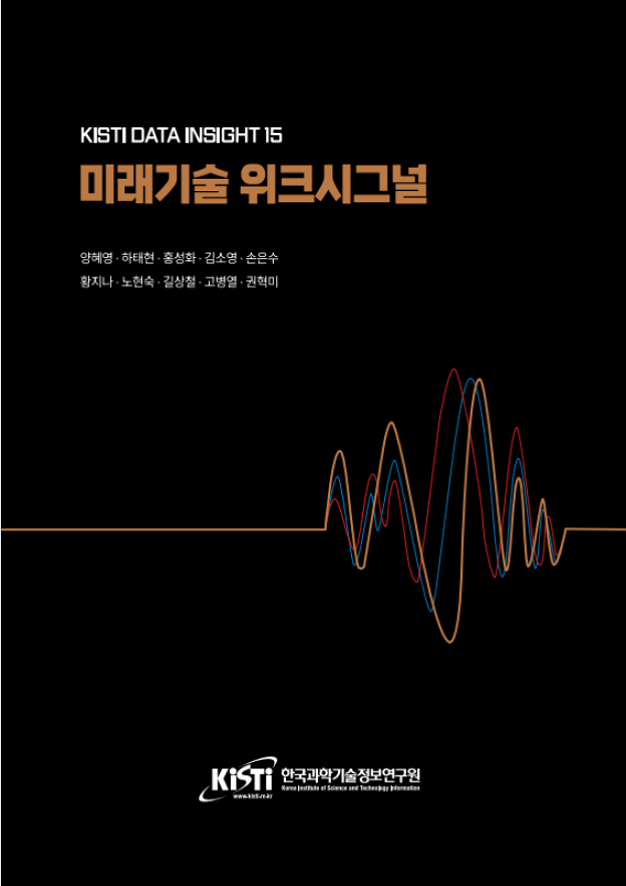 KISTI DATA INSIGHT 15
미래기술 위크시그널
양혜영 · 하태현 · 홍성화 · 김소영 · 손은수
황지나 · 노현숙 · 길상철 · 고병열 · 권혁미
KiSTi 한국과학기술정보연구원
www.kisti.re.kr Korea Institute of Science and Technology Information